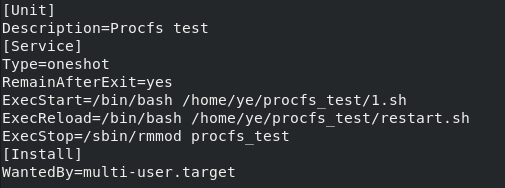 [Unit]
Description=Procfs test
[Service]
Type=oneshot
RemainAfterExit=yes
ExecStart=/bin/bash /home/ye/procfs_test/1.sh
ExecReload=/bin/bash /home/ye/procfs_test/restart.sh
ExecStop=/sbin/rmmod procfs_test
[Install]
WantedBy=multi-user.target